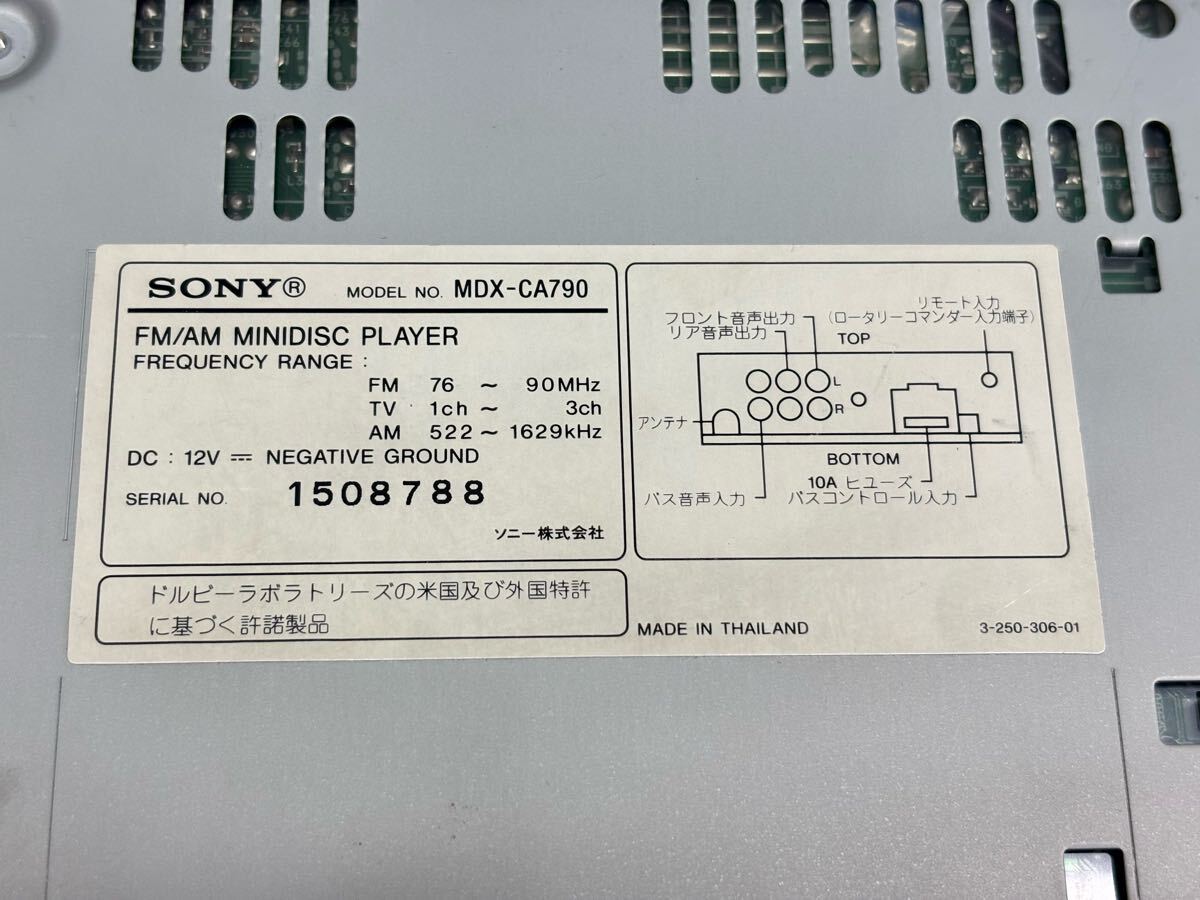 SONY® MODEL NO. MDX-CA790
FM/AM MINIDISC PLAYER
FREQUENCY RANGE :
FM 76 ~ 90MHz
TV 1ch ~ 3ch
AM 522 ~ 1629kHz
DC : 12V ⎓ NEGATIVE GROUND
SERIAL NO. 1508788
ソニー株式会社
ドルビーラボラトリーズの米国及び外国特許
に基づく許諾製品
リモート入力
フロント音声出力
(ロータリーコマンダー入力端子)
リア音声出力
TOP
L
R
アンテナ
BOTTOM
10A ヒユーズ
バス音声入力
バスコントロール入力
MADE IN THAILAND
3-250-306-01